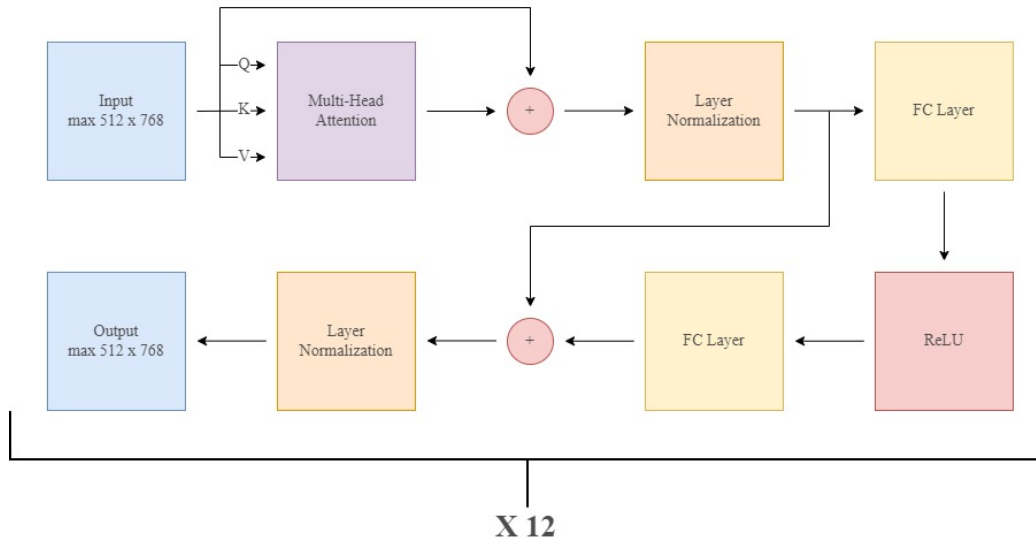 Input
max 512 x 768
Q
K
V
Multi-Head
Attention
+
Layer
Normalization
FC Layer
Output
max 512 x 768
Layer
Normalization
+
FC Layer
ReLU
X 12